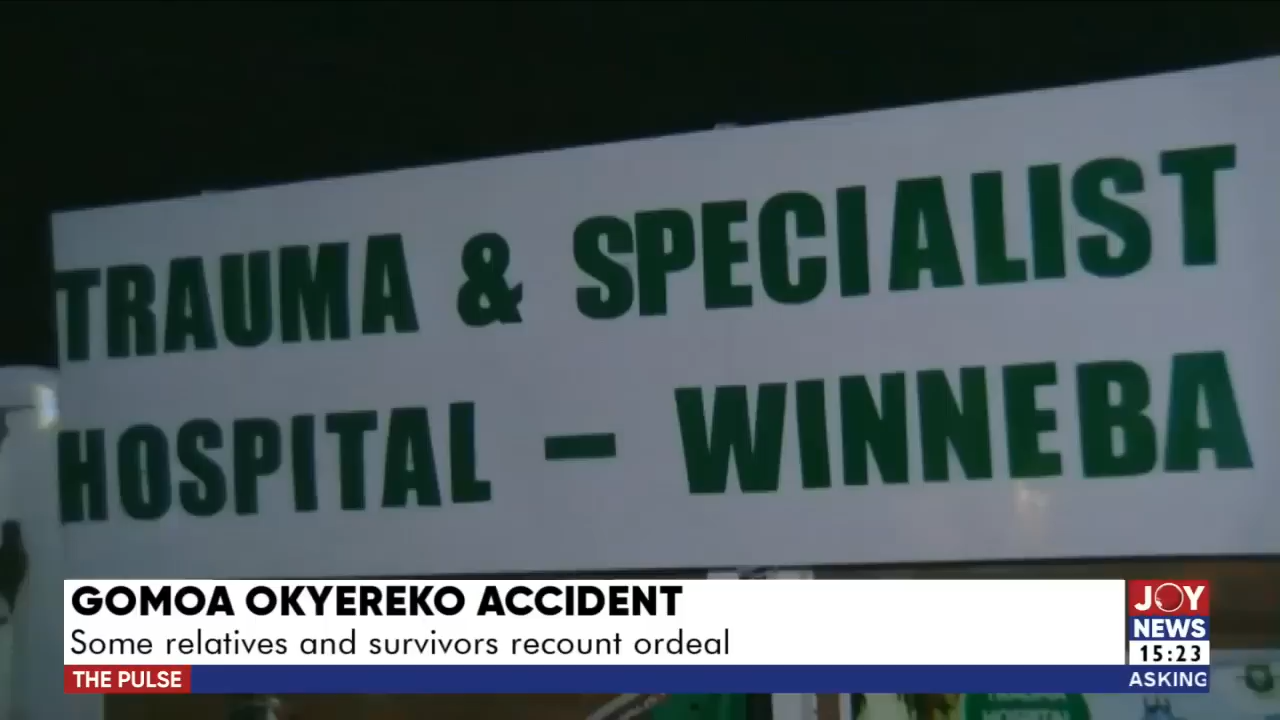 TRAUMA & SPECIALIST
HOSPITAL - WINNEBA
GOMOA OKYEREKO ACCIDENT
Some relatives and survivors recount ordeal
THE PULSE
JOY
NEWS
15:23
ASKING